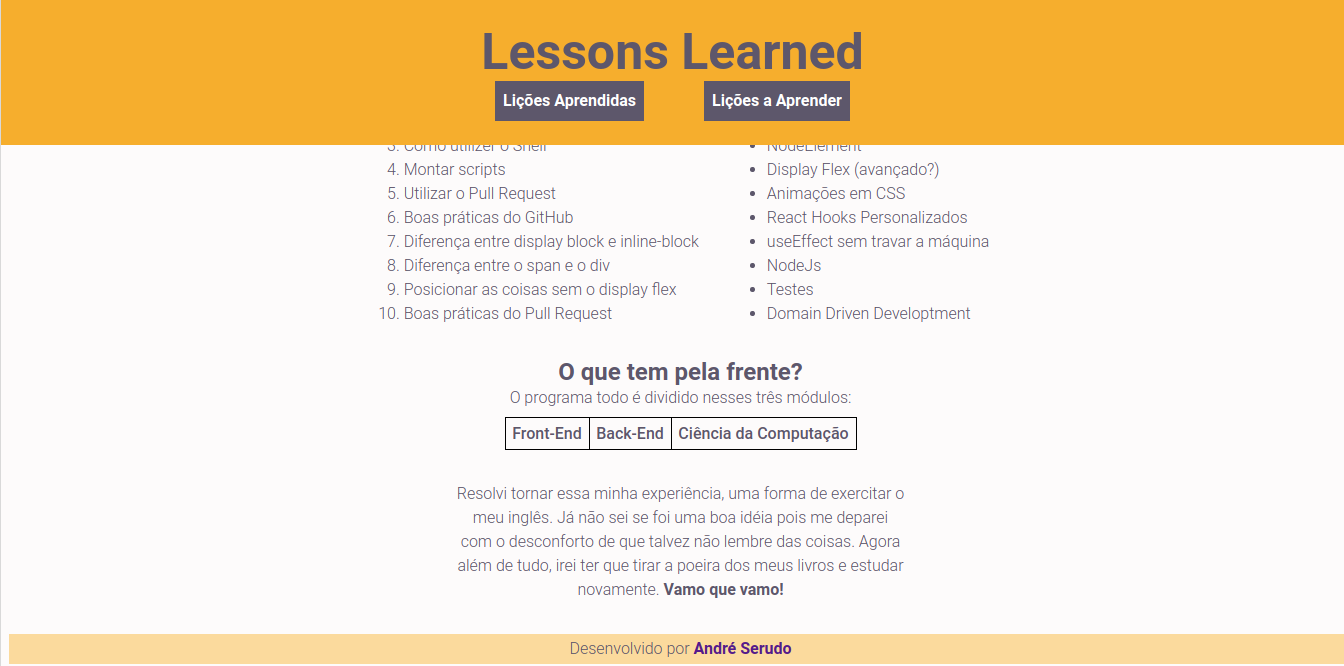 Lessons Learned
Lições Aprendidas
Lições a Aprender
3. Como utilizer o Shell
4. Montar scripts
5. Utilizar o Pull Request
6. Boas práticas do GitHub
7. Diferença entre display block e inline-block
8. Diferença entre o span e o div
9. Posicionar as coisas sem o display flex
10. Boas práticas do Pull Request
NodeElement
Display Flex (avançado?)
Animações em CSS
React Hooks Personalizados
useEffect sem travar a máquina
NodeJs
Testes
Domain Driven Developtment
O que tem pela frente?
O programa todo é dividido nesses três módulos:
Front-End Back-End Ciência da Computação
Resolvi tornar essa minha experiência, uma forma de exercitar o
meu inglês. Já não sei se foi uma boa idéia pois me deparei
com o desconforto de que talvez não lembre das coisas. Agora
além de tudo, irei ter que tirar a poeira dos meus livros e estudar
novamente. Vamo que vamo!
Desenvolvido por André Serudo